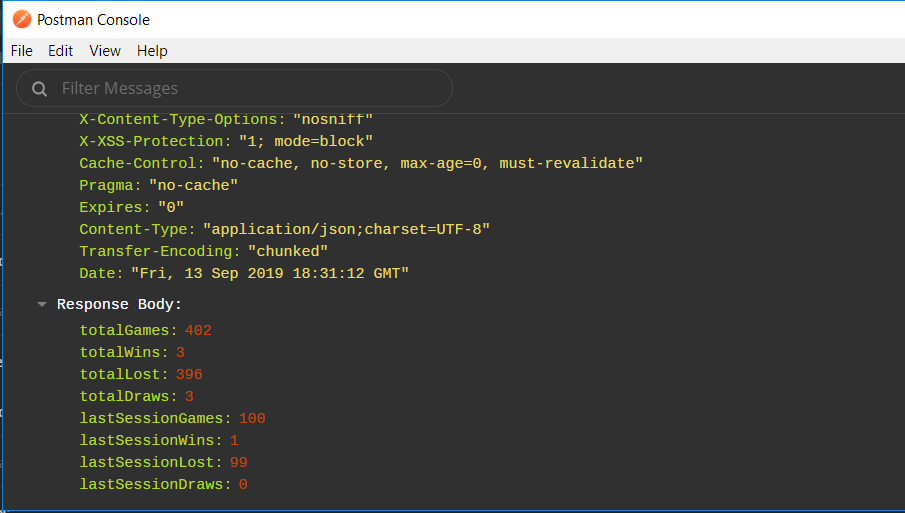 Postman Console
File Edit View Help
Filter Messages
X-Content-Type-Options: "nosniff"
X-XSS-Protection: "1; mode=block"
Cache-Control: "no-cache, no-store, max-age=0, must-revalidate"
Pragma: "no-cache"
Expires: "0"
Content-Type: "application/json;charset=UTF-8"
Transfer-Encoding: "chunked"
Date: "Fri, 13 Sep 2019 18:31:12 GMT"
Response Body:
totalGames: 402
totalWins: 3
totalLost: 396
totalDraws: 3
lastSessionGames: 100
lastSessionWins: 1
lastSessionLost: 99
lastSessionDraws: 0